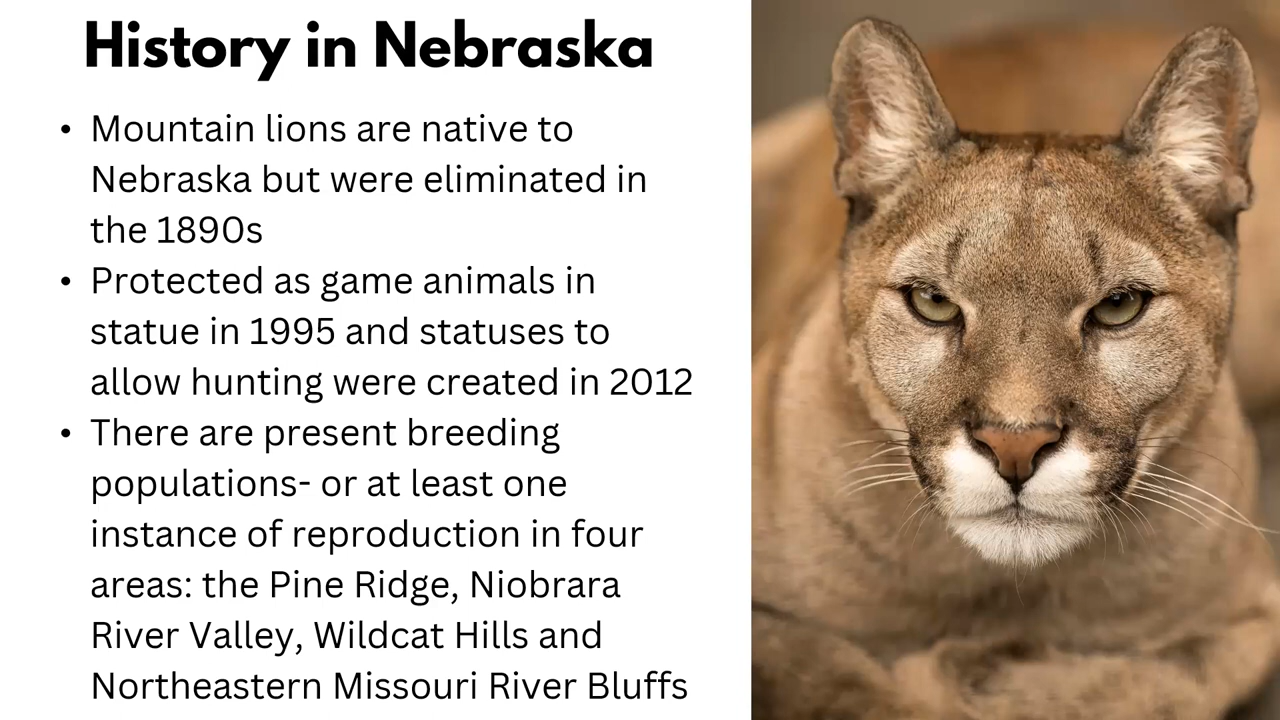 History in Nebraska
• Mountain lions are native to
Nebraska but were eliminated in
the 1890s
• Protected as game animals in
statue in 1995 and statuses to
allow hunting were created in 2012
• There are present breeding
populations- or at least one
instance of reproduction in four
areas: the Pine Ridge, Niobrara
River Valley, Wildcat Hills and
Northeastern Missouri River Bluffs